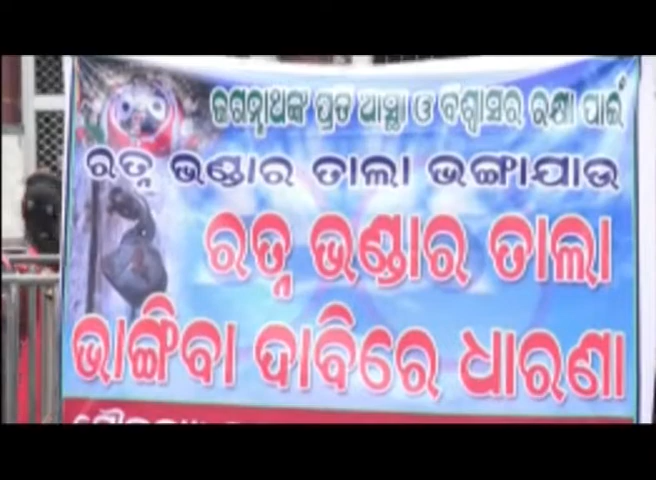 ଜଗନ୍ନାଥଙ୍କ ପ୍ରତି ଆସ୍ଥା ଓ ବିଶ୍ୱାସର ରକ୍ଷା ପାଇଁ
ରତ୍ନ ଭଣ୍ଡାର ତାଲା ଭଙ୍ଗାଯାଉ
ରତ୍ନ ଭଣ୍ଡାର ତାଲା
ଭାଙ୍ଗିବା ଦାବିରେ ଧାରଣା